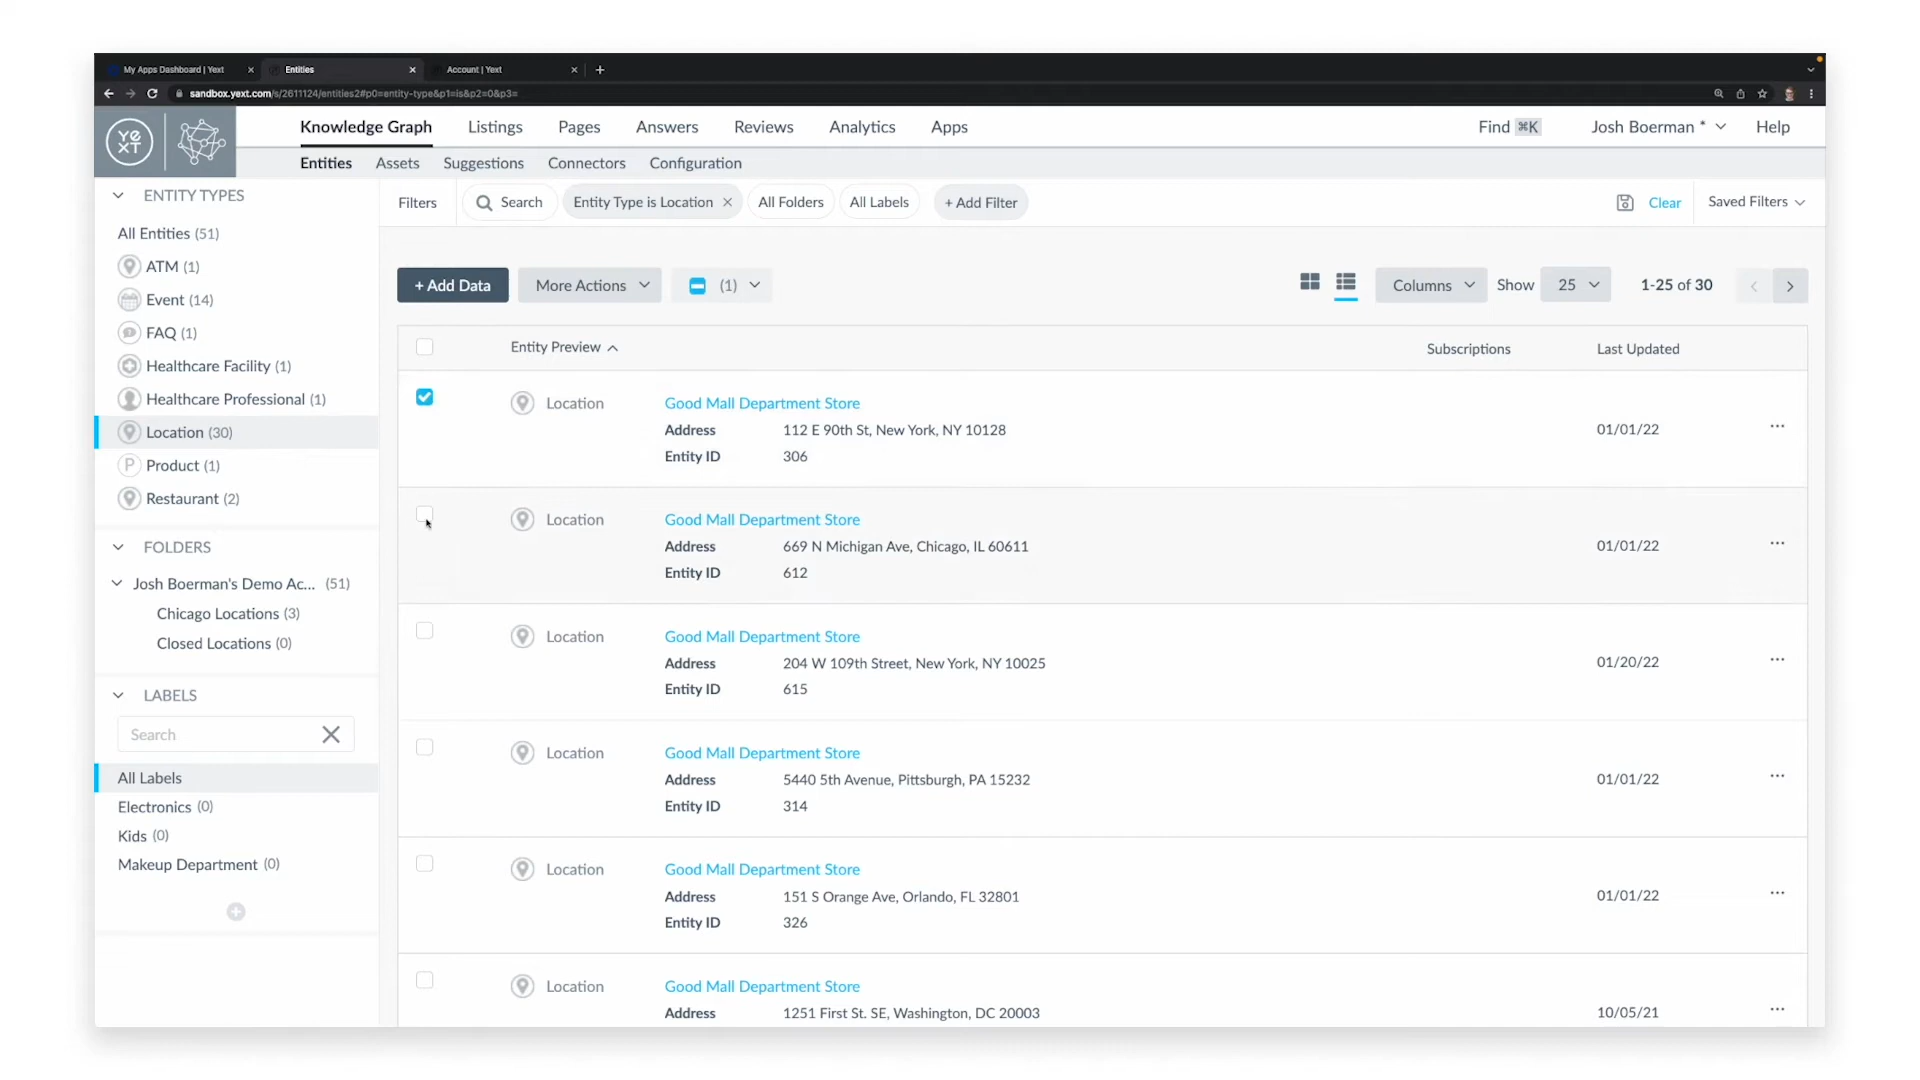 My Apps Dashboard | Yext
Entities
Account | Yext
sandbox.yext.com/s/2611124/entities2#p0=entity-type&p1=is&p2=0&p3=
YEXT
Knowledge Graph
Listings
Pages
Answers
Reviews
Analytics
Apps
Find ⌘K
Josh Boerman *
Help
Entities
Assets
Suggestions
Connectors
Configuration
ENTITY TYPES
All Entities (51)
ATM (1)
Event (14)
FAQ (1)
Healthcare Facility (1)
Healthcare Professional (1)
Location (30)
P Product (1)
Restaurant (2)
FOLDERS
Josh Boerman's Demo Ac... (51)
Chicago Locations (3)
Closed Locations (0)
LABELS
Search
All Labels
Electronics (0)
Kids (0)
Makeup Department (0)
Filters
Search
Entity Type is Location
All Folders
All Labels
+ Add Filter
Clear
Saved Filters
+ Add Data
More Actions
(1)
Columns
Show
25
1-25 of 30
Entity Preview
Subscriptions
Last Updated
Location
Good Mall Department Store
Address 112 E 90th St, New York, NY 10128
Entity ID 306
01/01/22
Location
Good Mall Department Store
Address 669 N Michigan Ave, Chicago, IL 60611
Entity ID 612
01/01/22
Location
Good Mall Department Store
Address 204 W 109th Street, New York, NY 10025
Entity ID 615
01/20/22
Location
Good Mall Department Store
Address 5440 5th Avenue, Pittsburgh, PA 15232
Entity ID 314
01/01/22
Location
Good Mall Department Store
Address 151 S Orange Ave, Orlando, FL 32801
Entity ID 326
01/01/22
Location
Good Mall Department Store
Address 1251 First St. SE, Washington, DC 20003
10/05/21